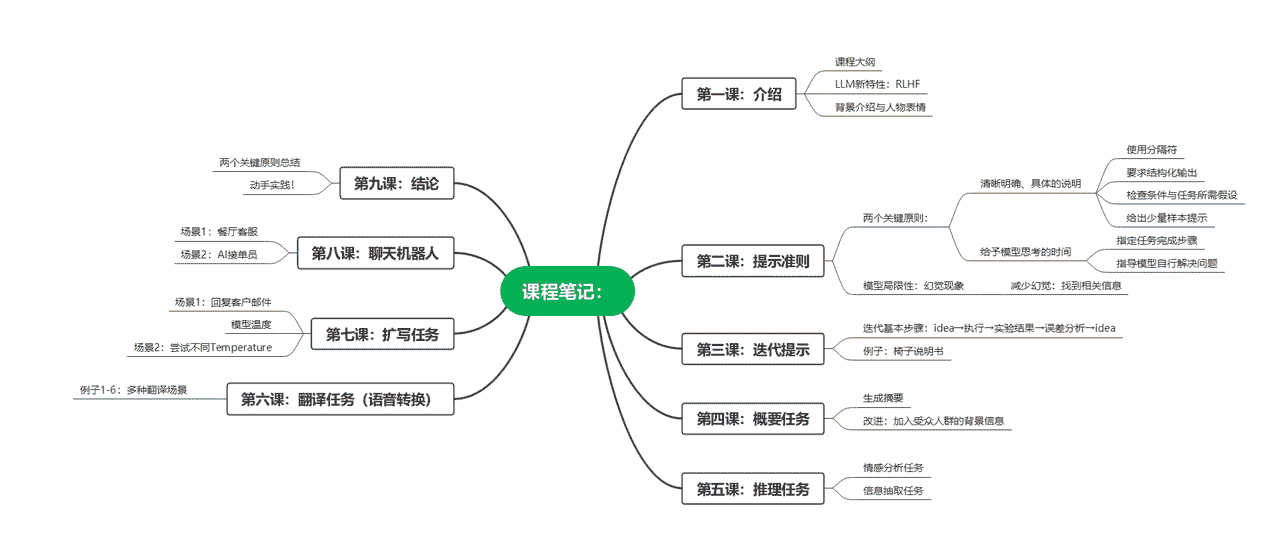 课程笔记：
第一课：介绍
课程大纲
LLM新特性：RLHF
背景介绍与人物表情
第二课：提示准则
两个关键原则：
清晰明确、具体的说明
使用分隔符
要求结构化输出
检查条件与任务所需假设
给出少量样本提示
给予模型思考的时间
指定任务完成步骤
指导模型自行解决问题
模型局限性：幻觉现象
减少幻觉：找到相关信息
第三课：迭代提示
迭代基本步骤：idea→执行→实验结果→误差分析→idea
例子：椅子说明书
第四课：概要任务
生成摘要
改进：加入受众人群的背景信息
第五课：推理任务
情感分析任务
信息抽取任务
第六课：翻译任务（语音转换）
例子1-6：多种翻译场景
第七课：扩写任务
场景1：回复客户邮件
模型温度
场景2：尝试不同Temperature
第八课：聊天机器人
场景1：餐厅客服
场景2：AI接单员
第九课：结论
两个关键原则总结
动手实践！